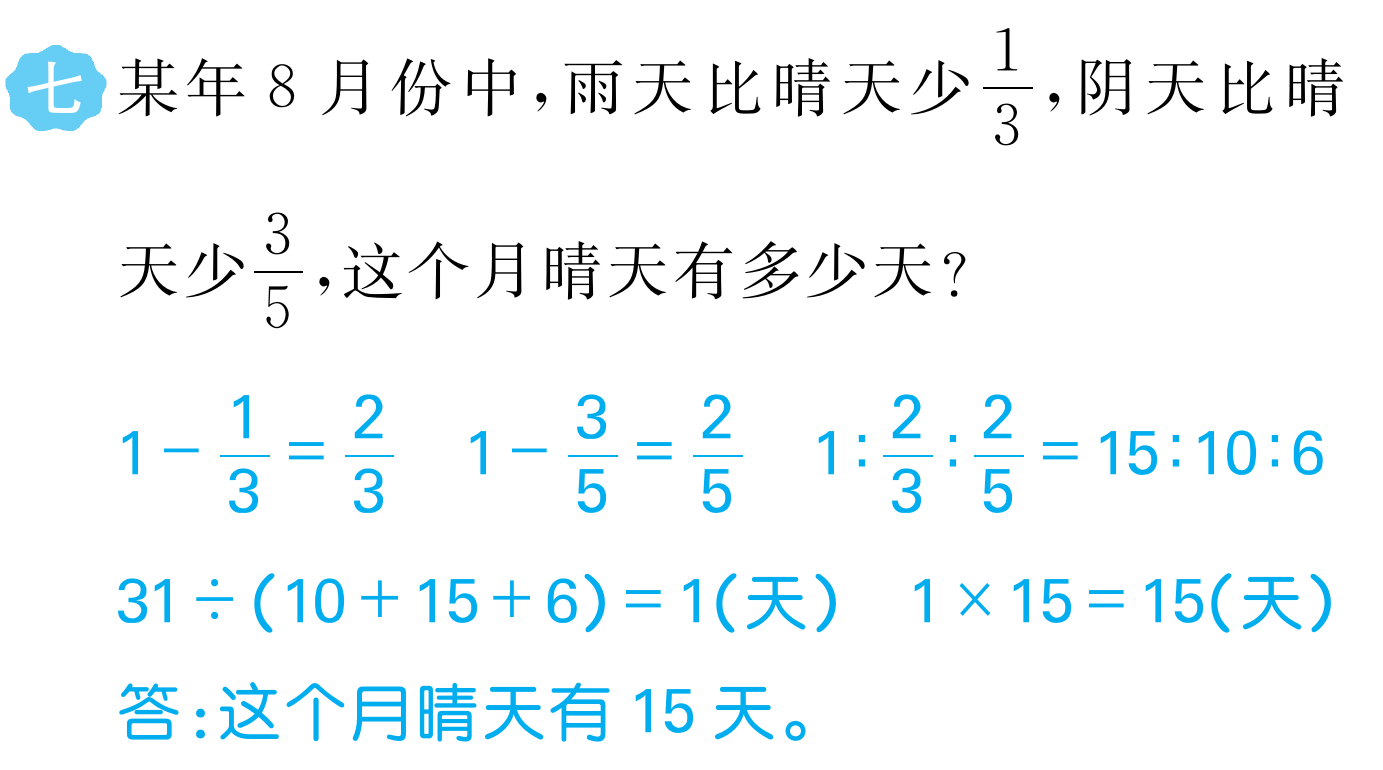 七 某年 8 月份中,雨天比晴天少1/3,阴天比晴
天少3/5,这个月晴天有多少天?
1－1/3＝2/3 1－3/5＝2/5 1∶2/3∶2/5＝15∶10∶6
31÷(10＋15＋6)＝1(天) 1×15＝15(天)
答:这个月晴天有 15 天。